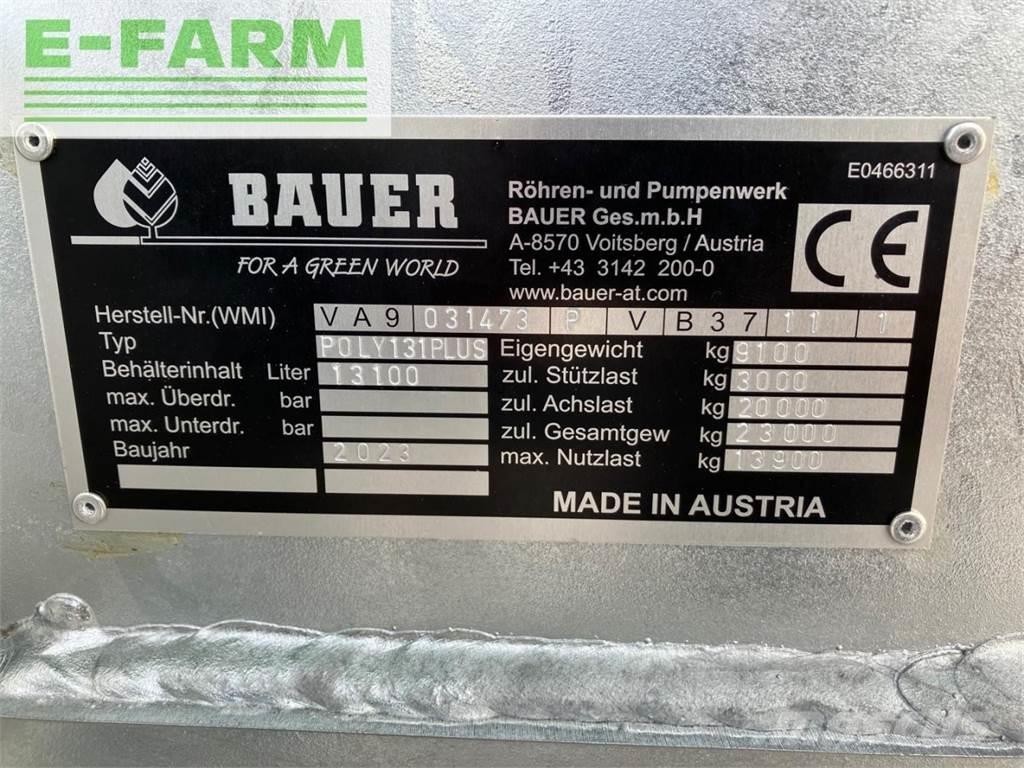 E-FARM
E0466311
BAUER
FOR A GREEN WORLD
Röhren- und Pumpenwerk
BAUER Ges.m.b.H
A-8570 Voitsberg / Austria
Tel. +43 3142 200-0
www.bauer-at.com
CE
Herstell-Nr.(WMI) VA9 031473 P V B37 11 1
Typ POLY131PLUS
Behälterinhalt Liter 13100
max. Überdr. bar
max. Unterdr. bar
Baujahr 2023
Eigengewicht kg 9100
zul. Stützlast kg 3000
zul. Achslast kg 20000
zul. Gesamtgew kg 23000
max. Nutzlast kg 13900
MADE IN AUSTRIA